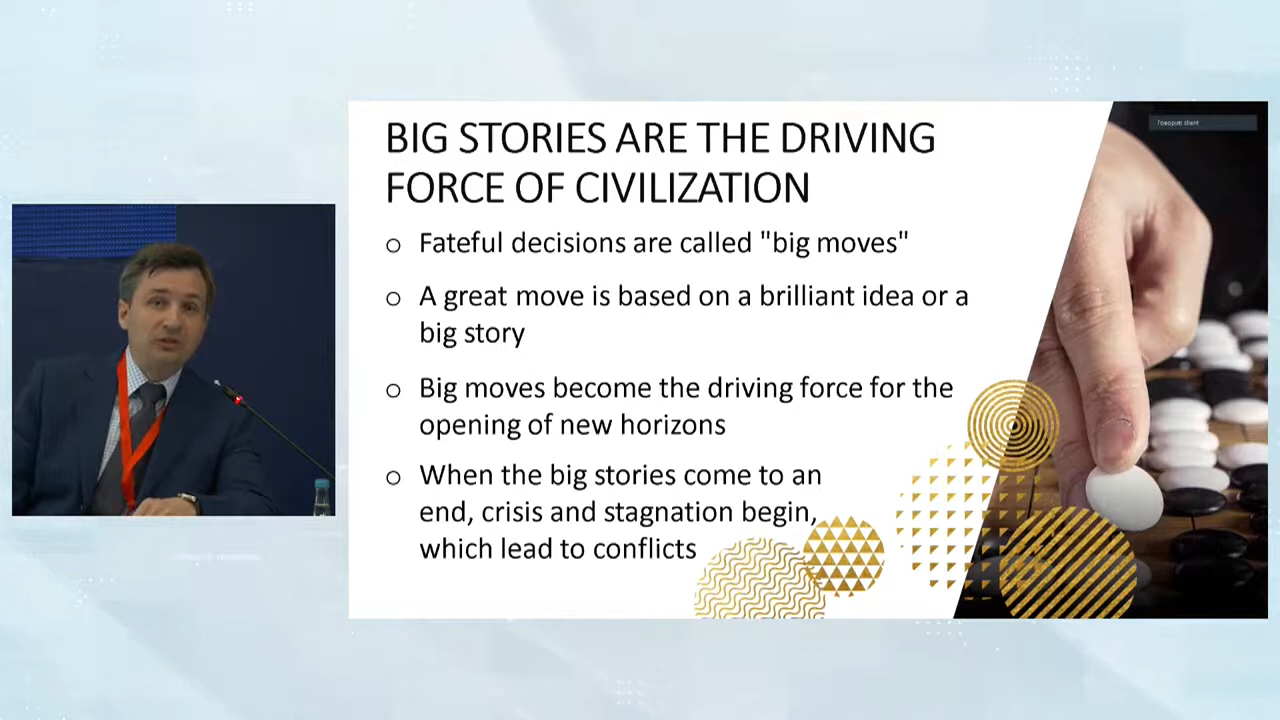 BIG STORIES ARE THE DRIVING
FORCE OF CIVILIZATION
○ Fateful decisions are called "big moves"
○ A great move is based on a brilliant idea or a
big story
○ Big moves become the driving force for the
opening of new horizons
○ When the big stories come to an
end, crisis and stagnation begin,
which lead to conflicts
Говорит: client